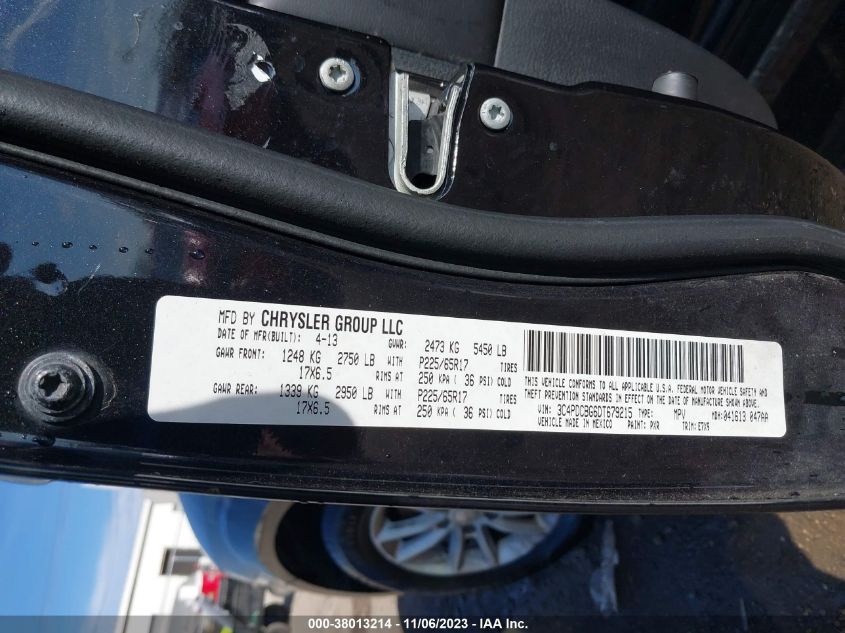 MFD BY CHRYSLER GROUP LLC
DATE OF MFR(BUILT): 4-13 GVWR: 2473 KG 5450 LB
GAWR FRONT: 1248 KG 2750 LB WITH P225/65R17 TIRES
17X6.5 RIMS AT 250 KPA ( 36 PSI) COLD
GAWR REAR: 1339 KG 2950 LB WITH P225/65R17 TIRES
17X6.5 RIMS AT 250 KPA ( 36 PSI) COLD
THIS VEHICLE CONFORMS TO ALL APPLICABLE U.S.A. FEDERAL MOTOR VEHICLE SAFETY AND
THEFT PREVENTION STANDARDS IN EFFECT ON THE DATE OF MANUFACTURE SHOWN ABOVE.
VIN: 3C4PDCBG6DT679215 TYPE: MPV MDH: 041613 047AA
VEHICLE MADE IN MEXICO PAINT: PXR TRIM: E7X9
000-38013214 - 11/06/2023 - IAA Inc.